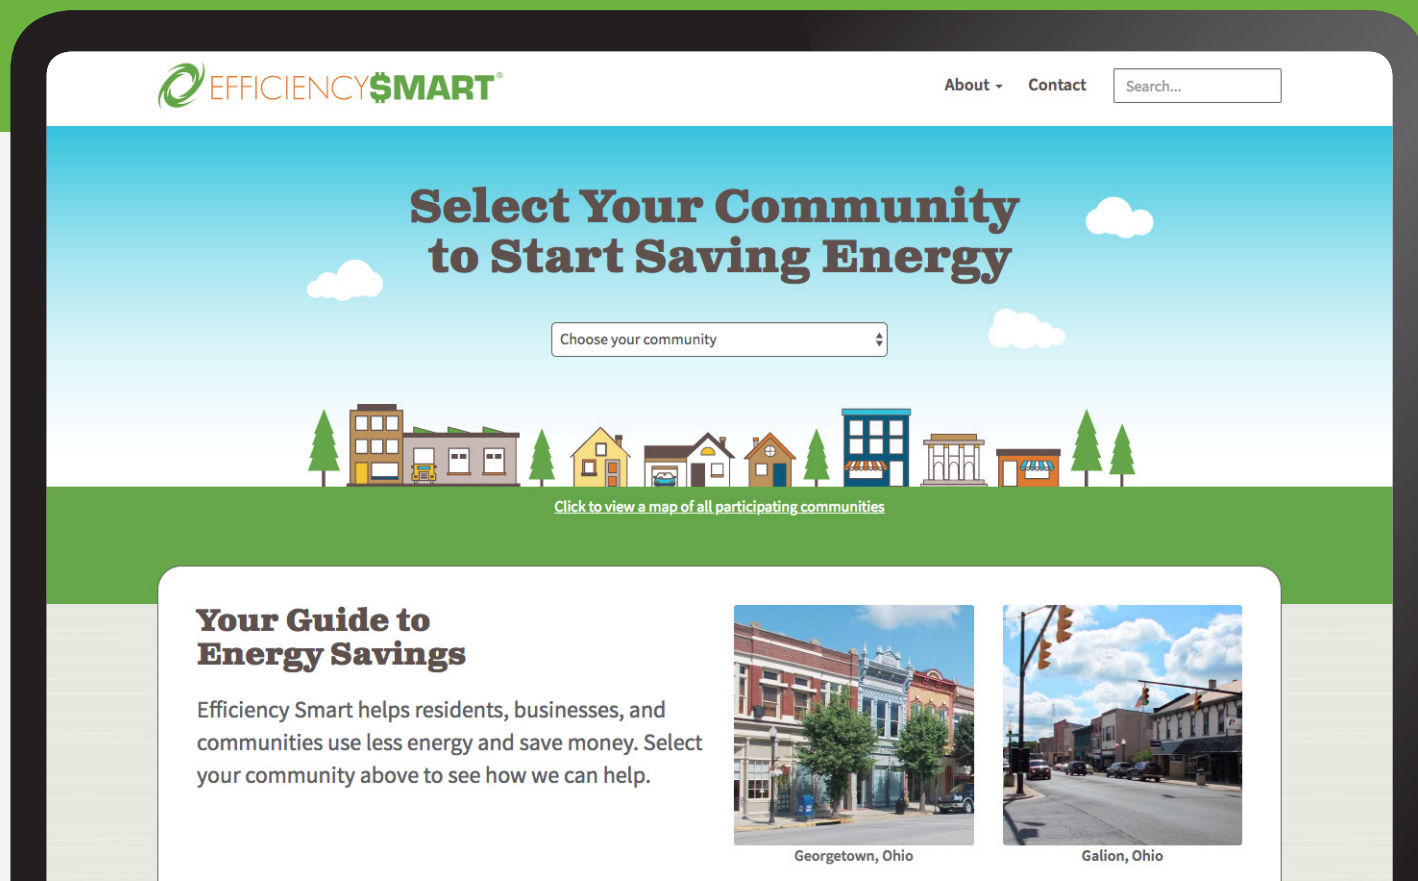 EFFICIENCY$MART®
About
Contact
Search...
Select Your Community
to Start Saving Energy
Choose your community
Click to view a map of all participating communities
Your Guide to
Energy Savings
Efficiency Smart helps residents, businesses, and
communities use less energy and save money. Select
your community above to see how we can help.
Georgetown, Ohio
Galion, Ohio